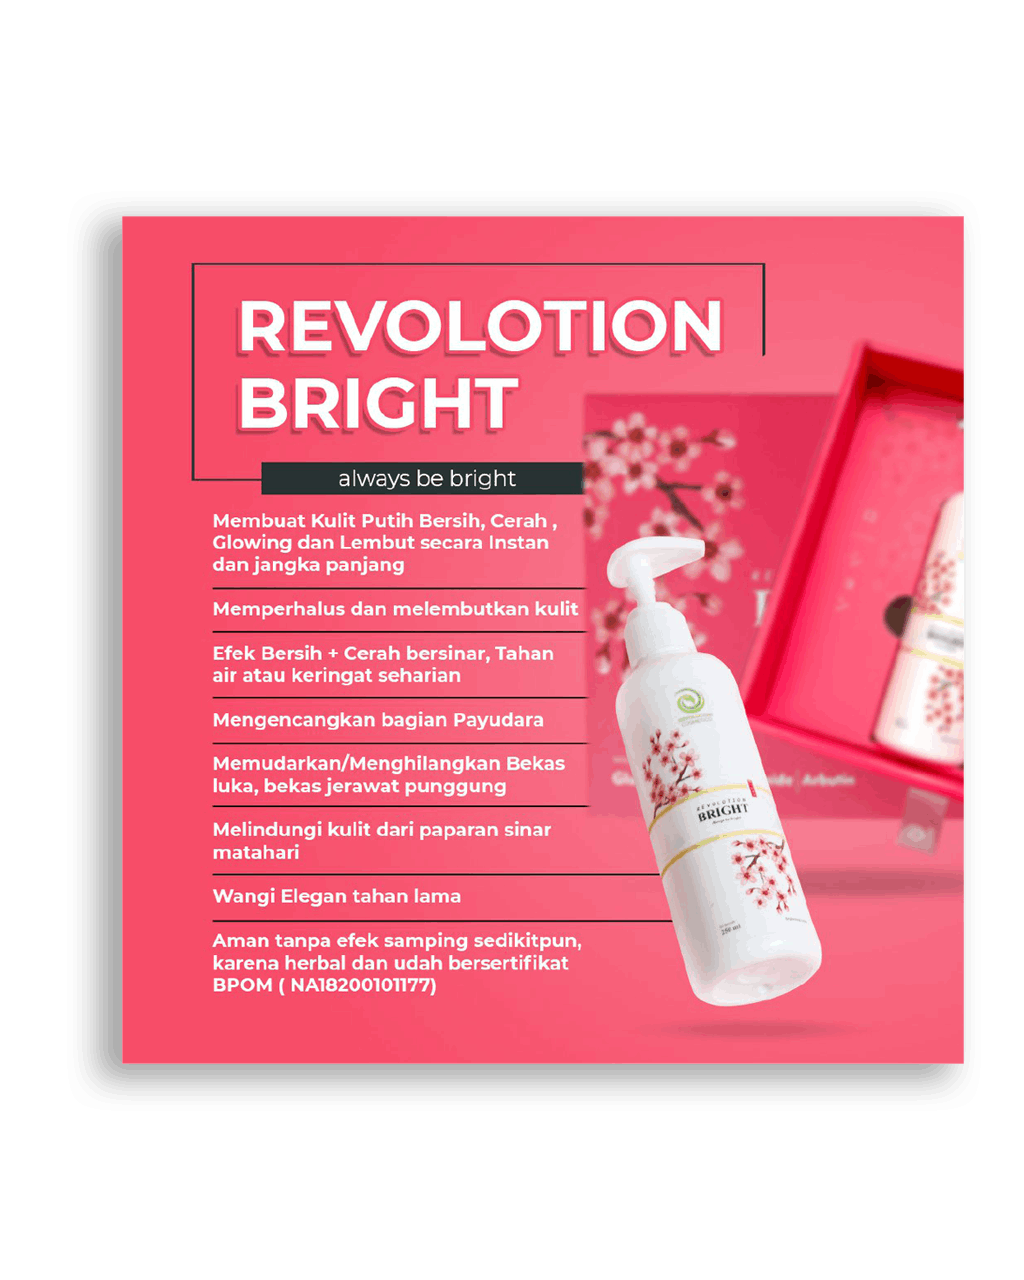 REVOLOTION
BRIGHT
always be bright
Membuat Kulit Putih Bersih, Cerah ,
Glowing dan Lembut secara Instan
dan jangka panjang
Memperhalus dan melembutkan kulit
Efek Bersih + Cerah bersinar, Tahan
air atau keringat seharian
Mengencangkan bagian Payudara
Memudarkan/Menghilangkan Bekas
luka, bekas jerawat punggung
Melindungi kulit dari paparan sinar
matahari
Wangi Elegan tahan lama
Aman tanpa efek samping sedikitpun,
karena herbal dan udah bersertifikat
BPOM ( NA18200101177)
REVOLOTION
BRIGHT
250 ml
Arbutin